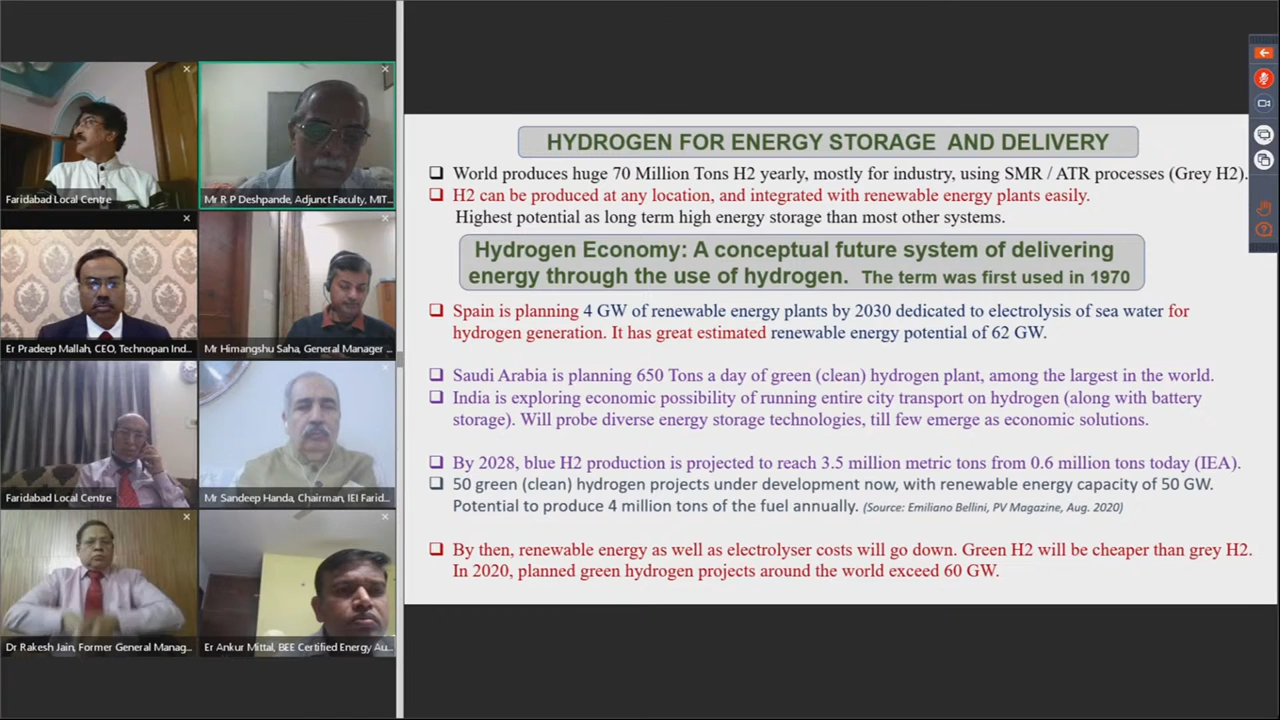 Faridabad Local Centre
Mr R P Deshpande, Adjunct Faculty, MIT...
Er Pradeep Mallah, CEO, Technopan Ind...
Mr Himangshu Saha, General Manager ...
Faridabad Local Centre
Mr Sandeep Handa, Chairman, IEI Farid...
Dr Rakesh Jain, Former General Manag...
Er Ankur Mittal, BEE Certified Energy Au...
HYDROGEN FOR ENERGY STORAGE AND DELIVERY
World produces huge 70 Million Tons H2 yearly, mostly for industry, using SMR / ATR processes (Grey H2).
H2 can be produced at any location, and integrated with renewable energy plants easily.
Highest potential as long term high energy storage than most other systems.
Hydrogen Economy: A conceptual future system of delivering
energy through the use of hydrogen. The term was first used in 1970
Spain is planning 4 GW of renewable energy plants by 2030 dedicated to electrolysis of sea water for
hydrogen generation. It has great estimated renewable energy potential of 62 GW.
Saudi Arabia is planning 650 Tons a day of green (clean) hydrogen plant, among the largest in the world.
India is exploring economic possibility of running entire city transport on hydrogen (along with battery
storage). Will probe diverse energy storage technologies, till few emerge as economic solutions.
By 2028, blue H2 production is projected to reach 3.5 million metric tons from 0.6 million tons today (IEA).
50 green (clean) hydrogen projects under development now, with renewable energy capacity of 50 GW.
Potential to produce 4 million tons of the fuel annually. (Source: Emiliano Bellini, PV Magazine, Aug. 2020)
By then, renewable energy as well as electrolyser costs will go down. Green H2 will be cheaper than grey H2.
In 2020, planned green hydrogen projects around the world exceed 60 GW.